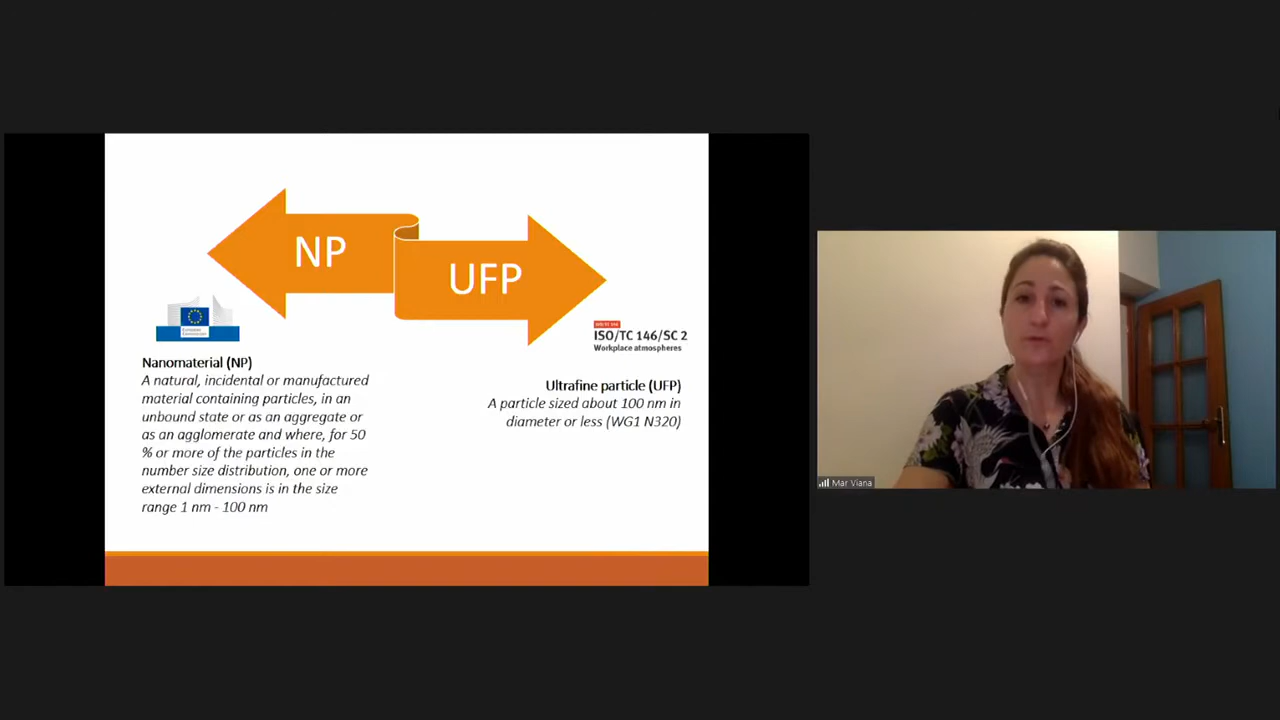 NP
UFP
European
Commission
ISO/TC 146/SC 2
Workplace atmospheres
Nanomaterial (NP)
A natural, incidental or manufactured
material containing particles, in an
unbound state or as an aggregate or
as an agglomerate and where, for 50
% or more of the particles in the
number size distribution, one or more
external dimensions is in the size
range 1 nm - 100 nm
Ultrafine particle (UFP)
A particle sized about 100 nm in
diameter or less (WG1 N320)
Mar Viana